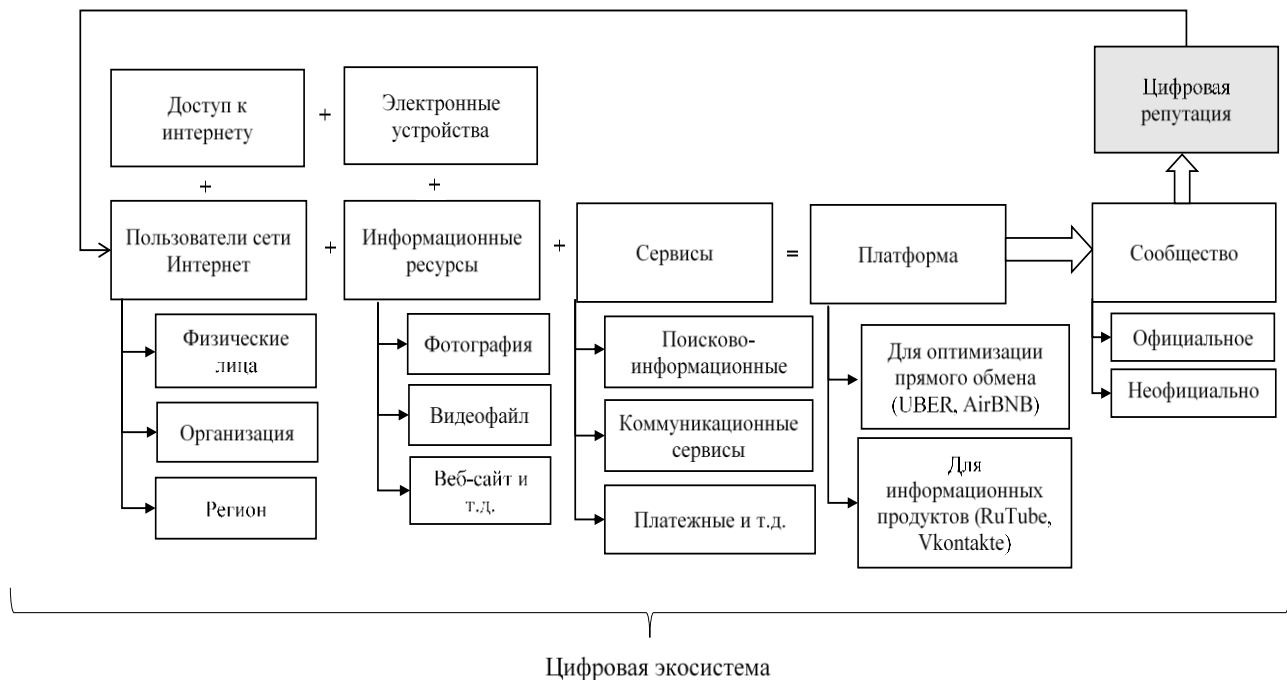 Доступ к
интернету
+
Электронные
устройства
Цифровая
репутация
+
+
Пользователи сети
Интернет
+
Информационные
ресурсы
+
Сервисы
=
Платформа
Сообщество
Физические
лица
Организация
Регион
Фотография
Видеофайл
Веб-сайт и
т.д.
Поисково-
информационные
Коммуникационные
сервисы
Платежные и т.д.
Для оптимизации
прямого обмена
(UBER, AirBNB)
Для
информационных
продуктов (RuTube,
Vkontakte)
Официальное
Неофициально
Цифровая экосистема